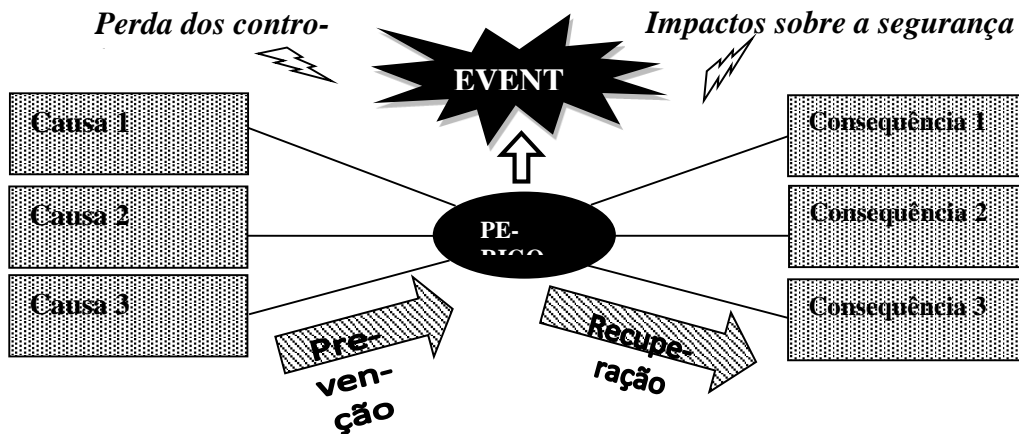 Perda dos contro-
Impactos sobre a segurança
EVENT
Causa 1
Consequência 1
Causa 2
PE-
RIGO
Consequência 2
Causa 3
Consequência 3
Pre-
ven-
ção
Recupe-
ração